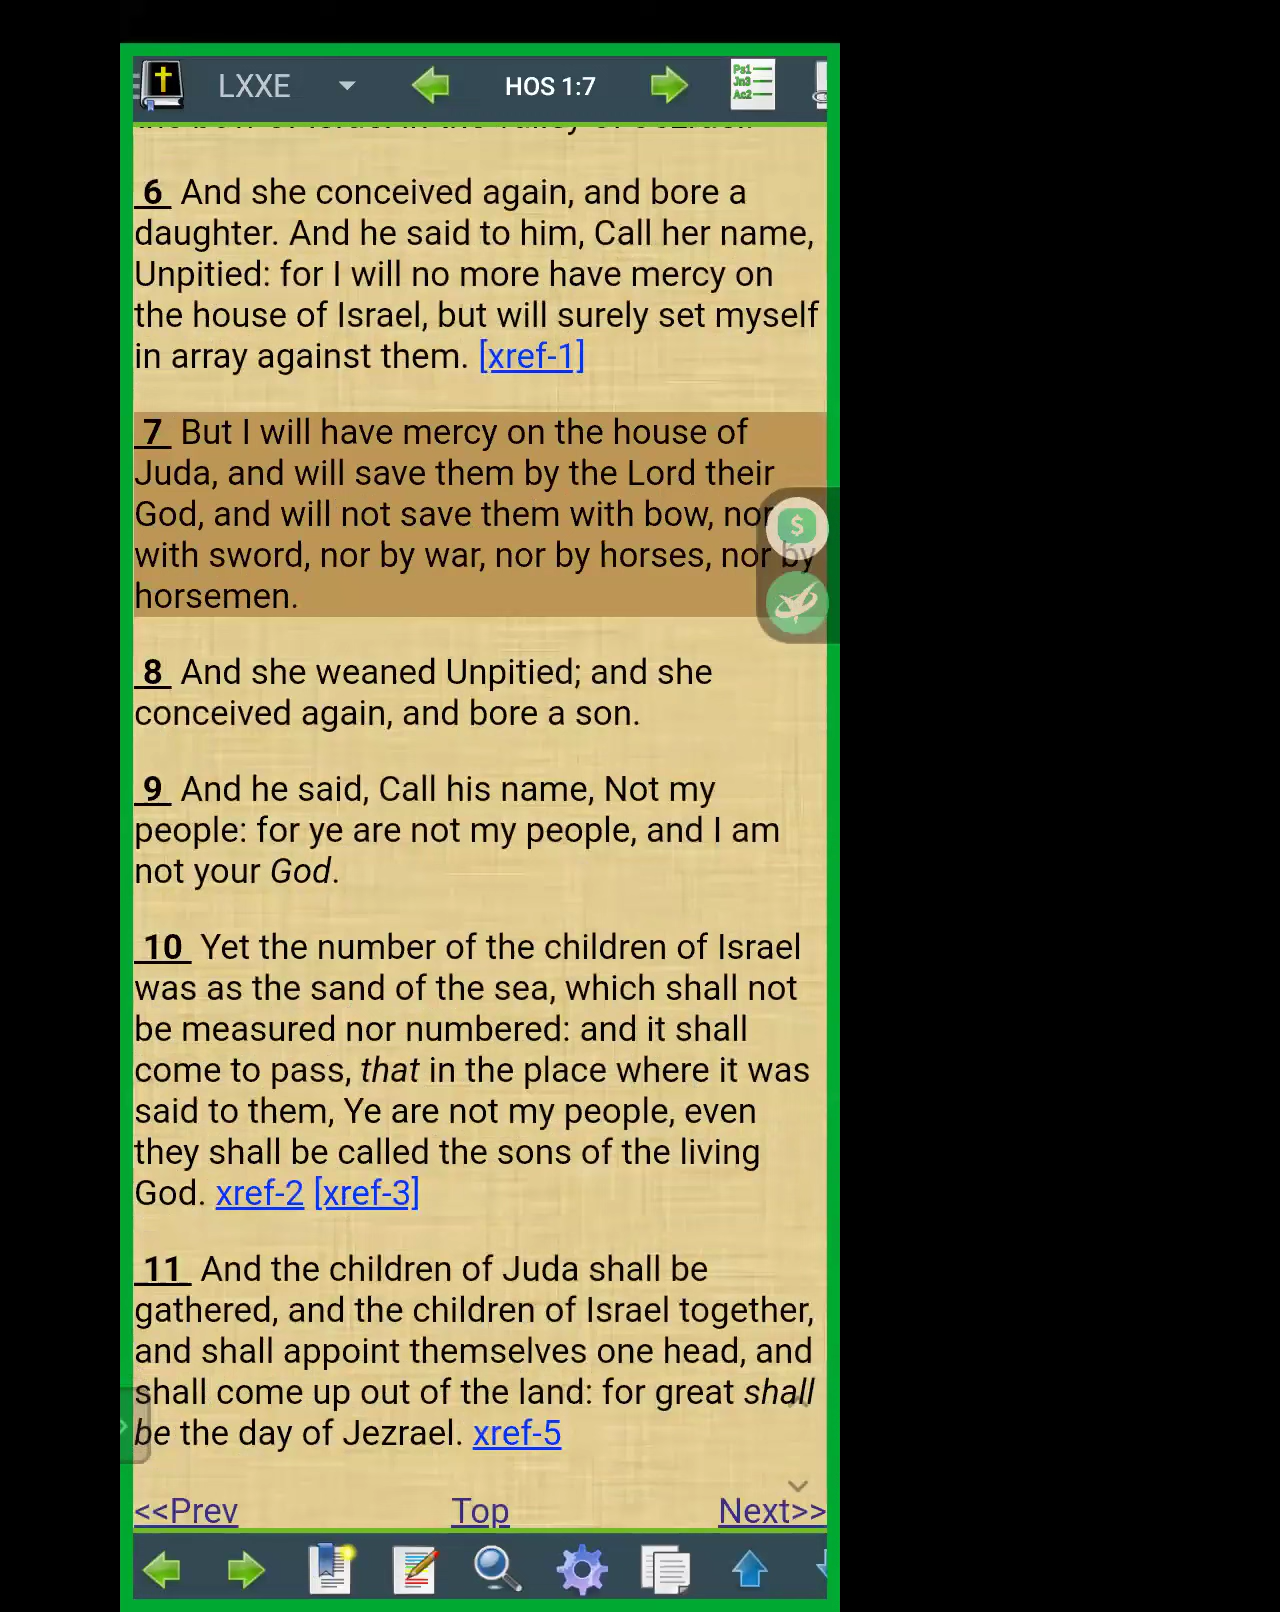 LXXE HOS 1:7
Ps1
Jn3
Ac2
6 And she conceived again, and bore a
daughter. And he said to him, Call her name,
Unpitied: for I will no more have mercy on
the house of Israel, but will surely set myself
in array against them. [xref-1]
7 But I will have mercy on the house of
Juda, and will save them by the Lord their
God, and will not save them with bow, nor
with sword, nor by war, nor by horses, nor by
horsemen.
8 And she weaned Unpitied; and she
conceived again, and bore a son.
9 And he said, Call his name, Not my
people: for ye are not my people, and I am
not your God.
10 Yet the number of the children of Israel
was as the sand of the sea, which shall not
be measured nor numbered: and it shall
come to pass, that in the place where it was
said to them, Ye are not my people, even
they shall be called the sons of the living
God. xref-2 [xref-3]
11 And the children of Juda shall be
gathered, and the children of Israel together,
and shall appoint themselves one head, and
shall come up out of the land: for great shall
be the day of Jezrael. xref-5
<<Prev Top Next>>